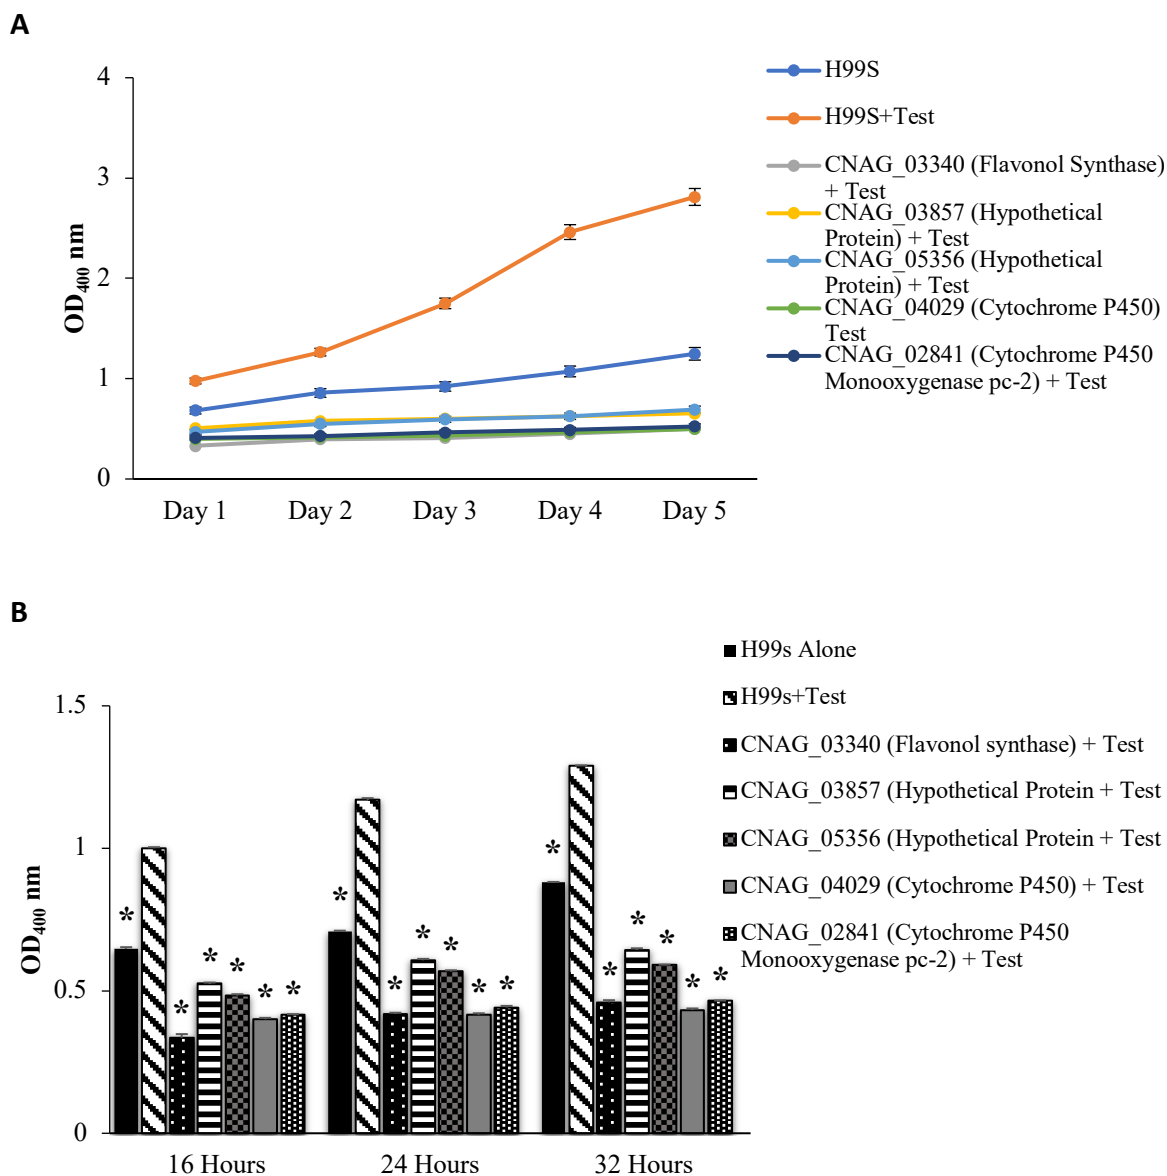 A
4
3
2
1
0
OD400 nm
Day 1
Day 2
Day 3
Day 4
Day 5
H99S
H99S+Test
CNAG_03340 (Flavonol Synthase)
+ Test
CNAG_03857 (Hypothetical
Protein) + Test
CNAG_05356 (Hypothetical
Protein) + Test
CNAG_04029 (Cytochrome P450)
Test
CNAG_02841 (Cytochrome P450
Monooxygenase pc-2) + Test
B
1.5
1
0.5
0
OD400 nm
* * * * * *
* * * * * *
* * * * * *
16 Hours
24 Hours
32 Hours
H99s Alone
H99s+Test
CNAG_03340 (Flavonol synthase) + Test
CNAG_03857 (Hypothetical Protein + Test
CNAG_05356 (Hypothetical Protein + Test
CNAG_04029 (Cytochrome P450) + Test
CNAG_02841 (Cytochrome P450
Monooxygenase pc-2) + Test